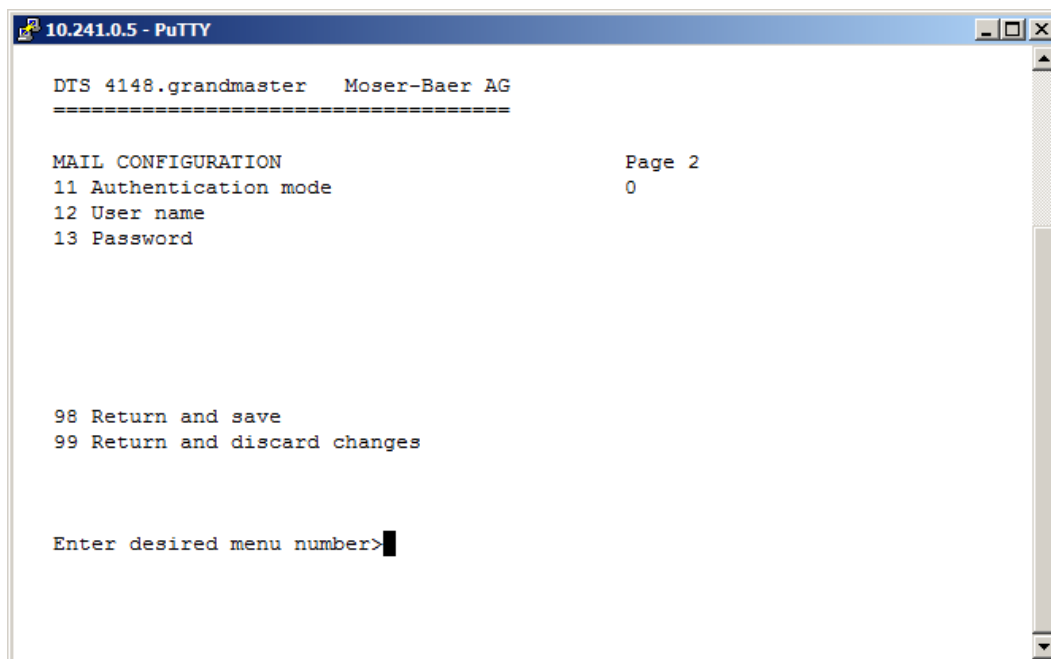 10.241.0.5 - PuTTY
DTS 4148.grandmaster Moser-Baer AG
====================================
MAIL CONFIGURATION Page 2
11 Authentication mode 0
12 User name
13 Password
98 Return and save
99 Return and discard changes
Enter desired menu number>